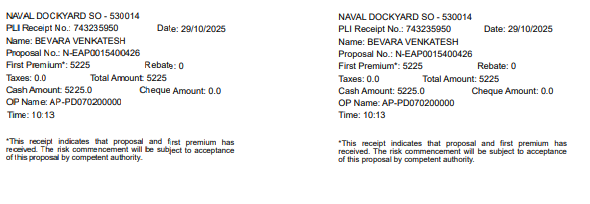 NAVAL DOCKYARD SO - 530014
PLI Receipt No.: 743235950 Date: 29/10/2025
Name: BEVARA VENKATESH
Proposal No.: N-EAP0015400426
First Premium*: 5225 Rebate: 0
Taxes: 0.0 Total Amount: 5225
Cash Amount: 5225.0 Cheque Amount: 0.0
OP Name: AP-PD070200000
Time: 10:13
*This receipt indicates that proposal and first premium has
received. The risk commencement will be subject to acceptance
of this proposal by competent authority.
NAVAL DOCKYARD SO - 530014
PLI Receipt No.: 743235950 Date: 29/10/2025
Name: BEVARA VENKATESH
Proposal No.: N-EAP0015400426
First Premium*: 5225 Rebate: 0
Taxes: 0.0 Total Amount: 5225
Cash Amount: 5225.0 Cheque Amount: 0.0
OP Name: AP-PD070200000
Time: 10:13
*This receipt indicates that proposal and first premium has
received. The risk commencement will be subject to acceptance
of this proposal by competent authority.